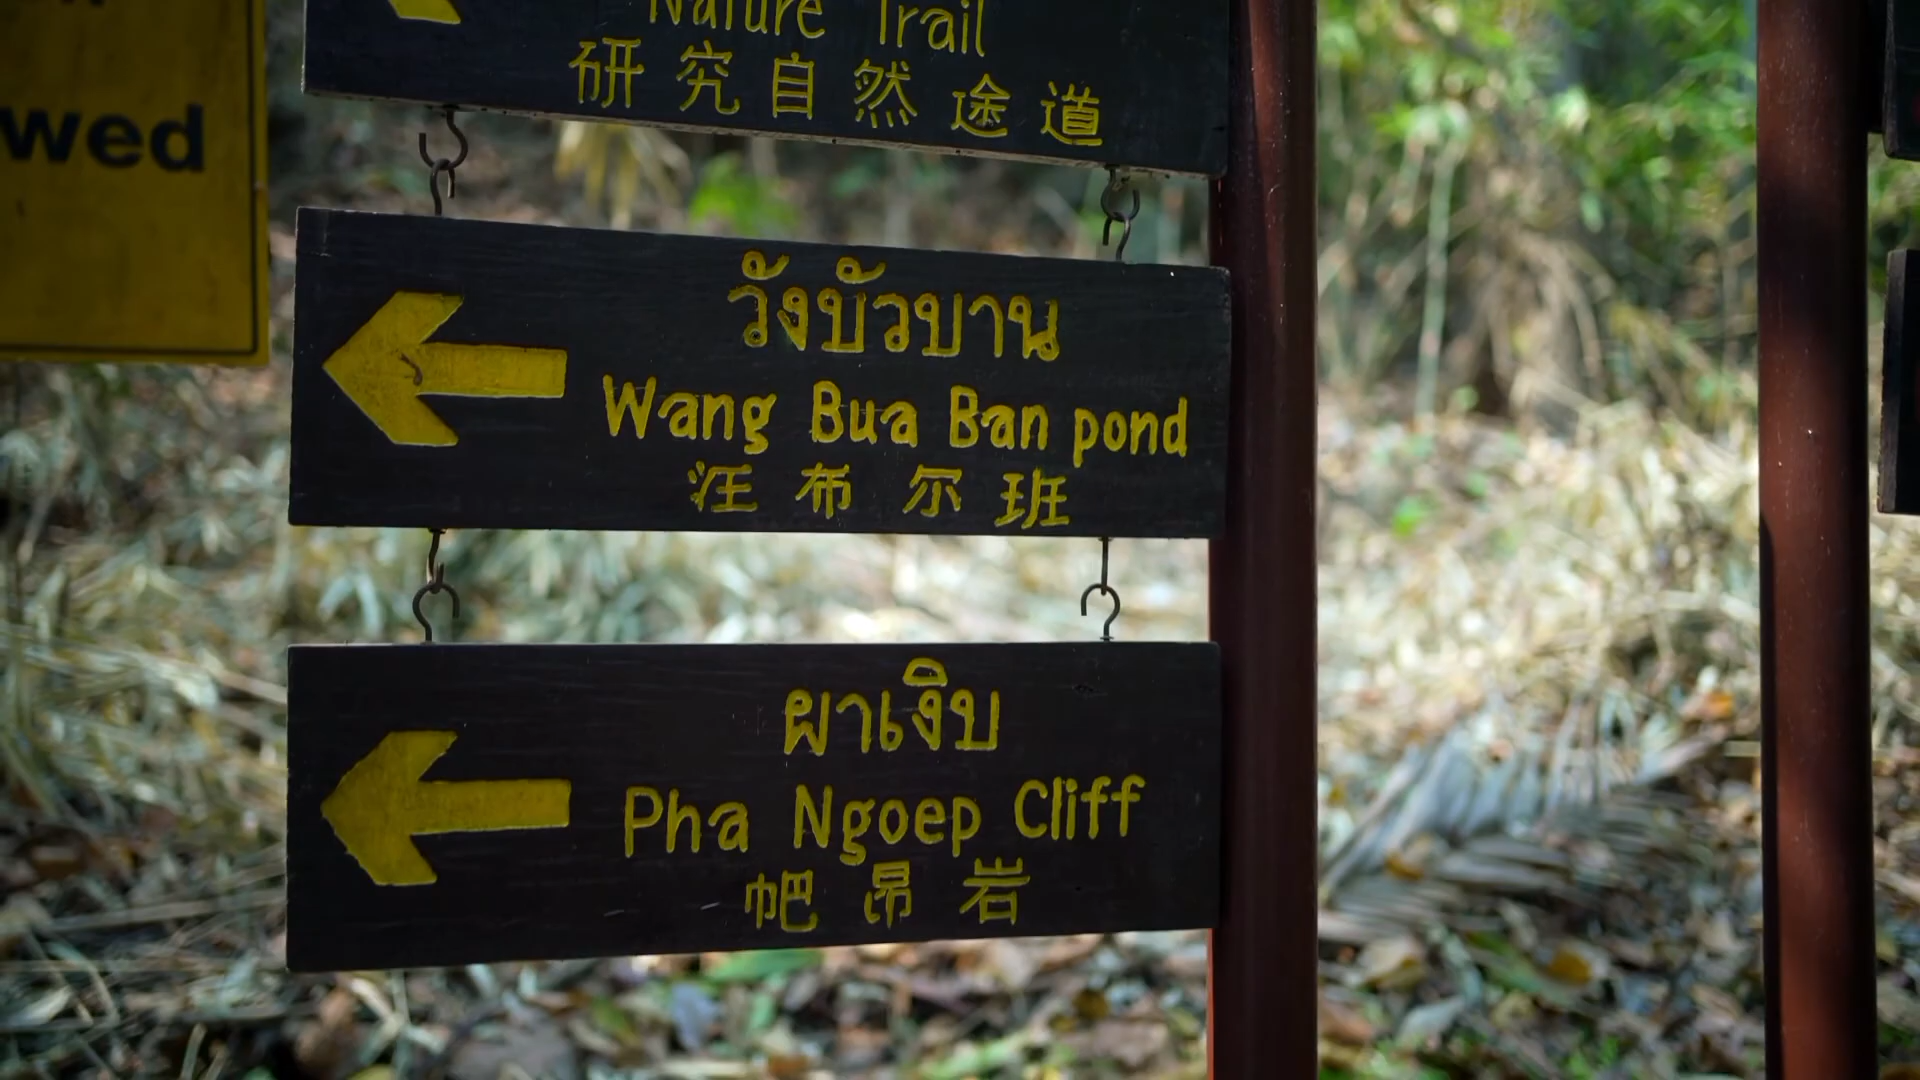 wed
Nature Trail
研究自然途道
วังบัวบาน
Wang Bua Ban pond
汪布尔班
ผาเงิบ
Pha Ngoep Cliff
吧昂岩